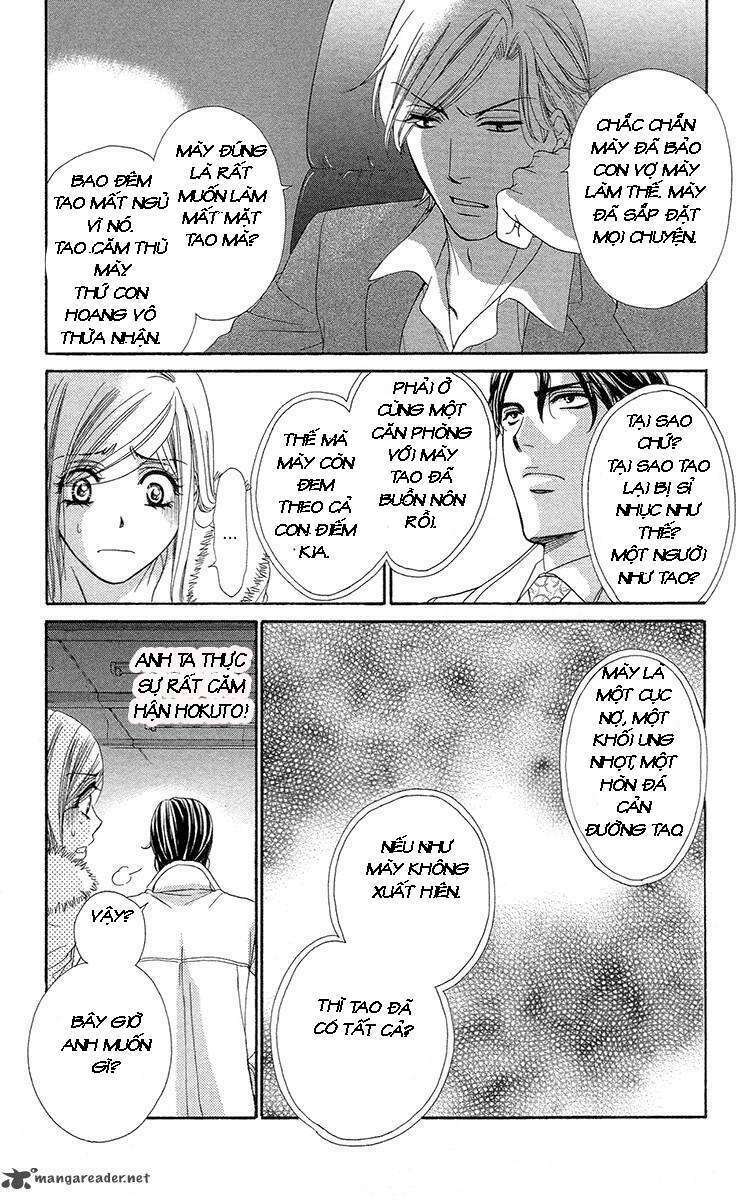 CHẮC CHẮN
MÀY ĐÃ BẢO
CON VỢ MÀY
LÀM THẾ. MÀY
ĐÃ SẮP ĐẶT
MỌI CHUYỆN.
MÀY ĐÚNG
LÀ RẤT
MUỐN LÀM
MẤT MẶT
TAO MÀ?
BAO ĐÊM
TAO MẤT NGỦ
VÌ NÓ.
TAO CĂM THÙ
MÀY.
THỨ CON
HOANG VÔ
THỪA NHẬN.
TẠI SAO
CHỨ?
TẠI SAO TAO
LẠI BỊ SỈ
NHỤC NHƯ
THẾ?
MỘT NGƯỜI
NHƯ TAO?
PHẢI Ở
CÙNG MỘT
CĂN PHÒNG
VỚI MÀY
TAO ĐÃ
BUỒN NÔN
RỒI.
THẾ MÀ
MÀY CÒN
ĐEM
THEO CẢ
CON ĐIẾM
KIA.
...
MÀY LÀ
MỘT CỤC
NỢ, MỘT
KHỐI UNG
NHỌT, MỘT
HÒN ĐÁ
CẢN
ĐƯỜNG TAO.
NẾU NHƯ
MÀY KHÔNG
XUẤT HIỆN.
THÌ TAO ĐÃ
CÓ TẤT CẢ?
ANH TA THỰC
SỰ RẤT CĂM
HẬN HOKUTO!
VẬY?
BÂY GIỜ
ANH MUỐN
GÌ?
mangareader.net